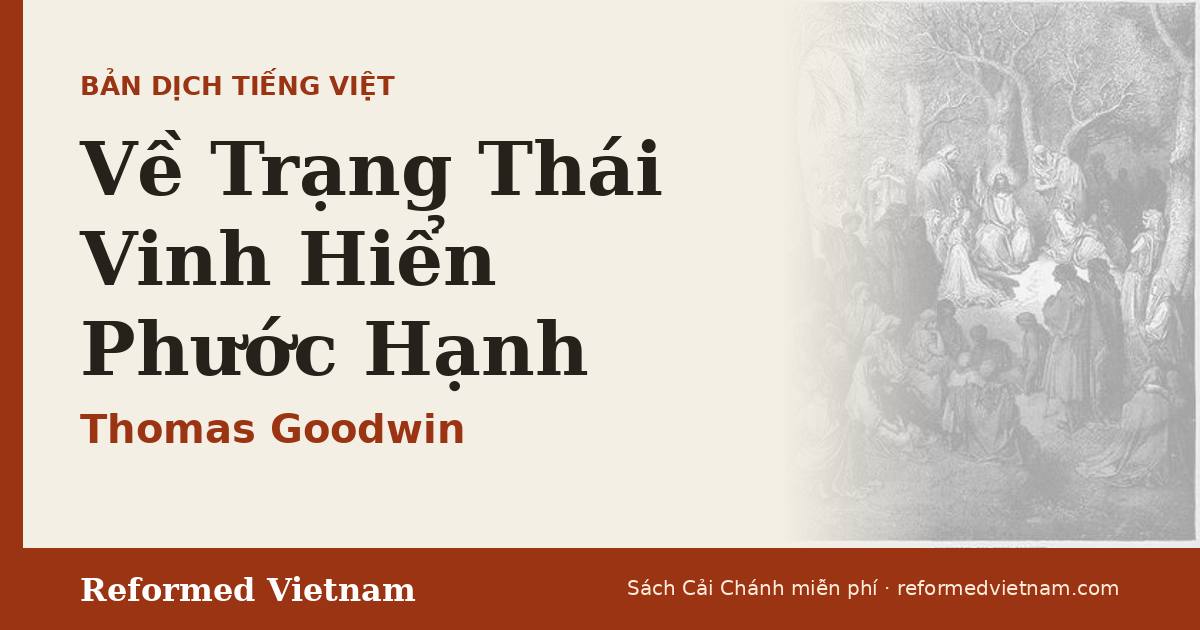 BẢN DỊCH TIẾNG VIỆT
Về Trạng Thái
Vinh Hiển
Phước Hạnh
Thomas Goodwin
Reformed Vietnam
Sách Cải Chánh miễn phí · reformedvietnam.com